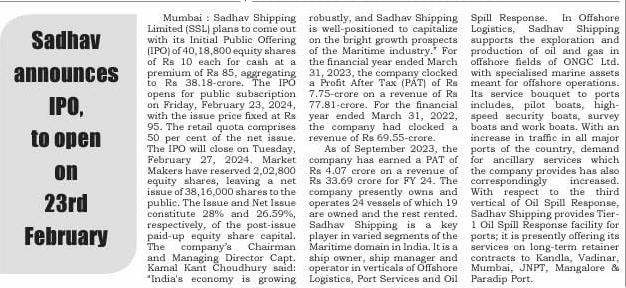 Sadhav
announces
IPO,
to open
on
23rd
February
Mumbai : Sadhav Shipping
Limited (SSL) plans to come out
with its Initial Public Offering
(IPO) of 40,18,800 equity shares
of Rs 10 each for cash at a
premium of Rs 85, aggregating
to Rs 38.18-crore. The IPO
opens for public subscription
on Friday, February 23, 2024,
with the issue price fixed at Rs
95. The retail quota comprises
50 per cent of the net issue.
The IPO will close on Tuesday,
February 27, 2024. Market
Makers have reserved 2,02,800
equity shares, leaving a net
issue of 38,16,000 shares to the
public. The Issue and Net Issue
constitute 28% and 26.59%,
respectively, of the post-issue
paid-up equity share capital.
The company's Chairman
and Managing Director Capt.
Kamal Kant Choudhury said:
"India's economy is growing
robustly, and Sadhav Shipping
is well-positioned to capitalize
on the bright growth prospects
of the Maritime industry." For
the financial year ended March
31, 2023, the company clocked
a Profit After Tax (PAT) of Rs
7.75-crore on a revenue of Rs
77.81-crore. For the financial
year ended March 31, 2022,
the company had clocked a
revenue of Rs 69.55-crore.
As of September 2023, the
company has earned a PAT of
Rs 4.07 crore on a revenue of
Rs 33.69 crore for FY 24. The
company presently owns and
operates 24 vessels of which 19
are owned and the rest rented.
Sadhav Shipping is a key
player in varied segments of the
Maritime domain in India. It is a
ship owner, ship manager and
operator in verticals of Offshore
Logistics, Port Services and Oil
Spill Response. In Offshore
Logistics, Sadhav Shipping
supports the exploration and
production of oil and gas in
offshore fields of ONGC Ltd.
with specialised marine assets
meant for offshore operations.
Its service bouquet to ports
includes, pilot boats, high-
speed security boats, survey
boats and work boats. With an
increase in traffic in all major
ports of the country, demand
for ancillary services which
the company provides has also
correspondingly increased.
With respect to the third
vertical of Oil Spill Response,
Sadhav Shipping provides Tier-
1 Oil Spill Response facility for
ports; it is presently offering its
services on long-term retainer
contracts to Kandla, Vadinar,
Mumbai, JNPT, Mangalore &
Paradip Port.